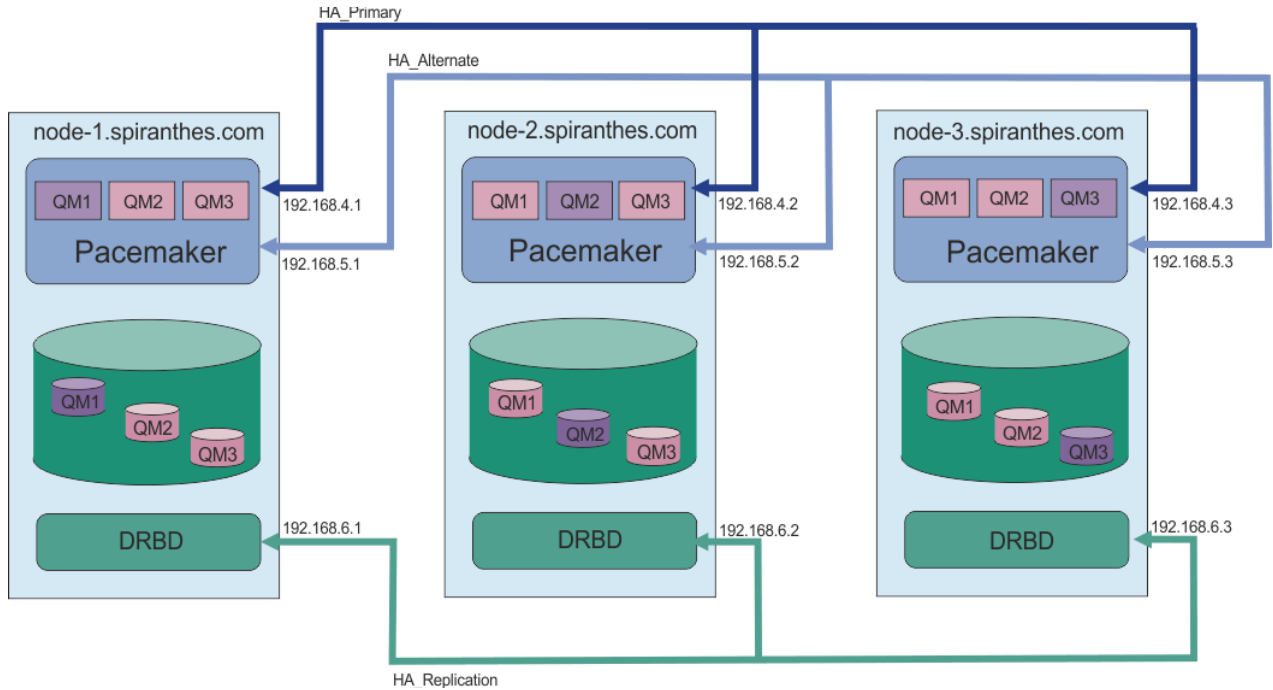 HA_Primary
HA_Alternate
node-1.spiranthes.com
node-2.spiranthes.com
node-3.spiranthes.com
QM1 QM2 QM3
192.168.4.1
Pacemaker
192.168.5.1
QM1 QM2 QM3
192.168.4.2
Pacemaker
192.168.5.2
QM1 QM2 QM3
192.168.4.3
Pacemaker
192.168.5.3
QM1
QM2
QM3
QM1
QM2
QM3
QM1
QM2
QM3
DRBD
192.168.6.1
DRBD
192.168.6.2
DRBD
192.168.6.3
HA_Replication